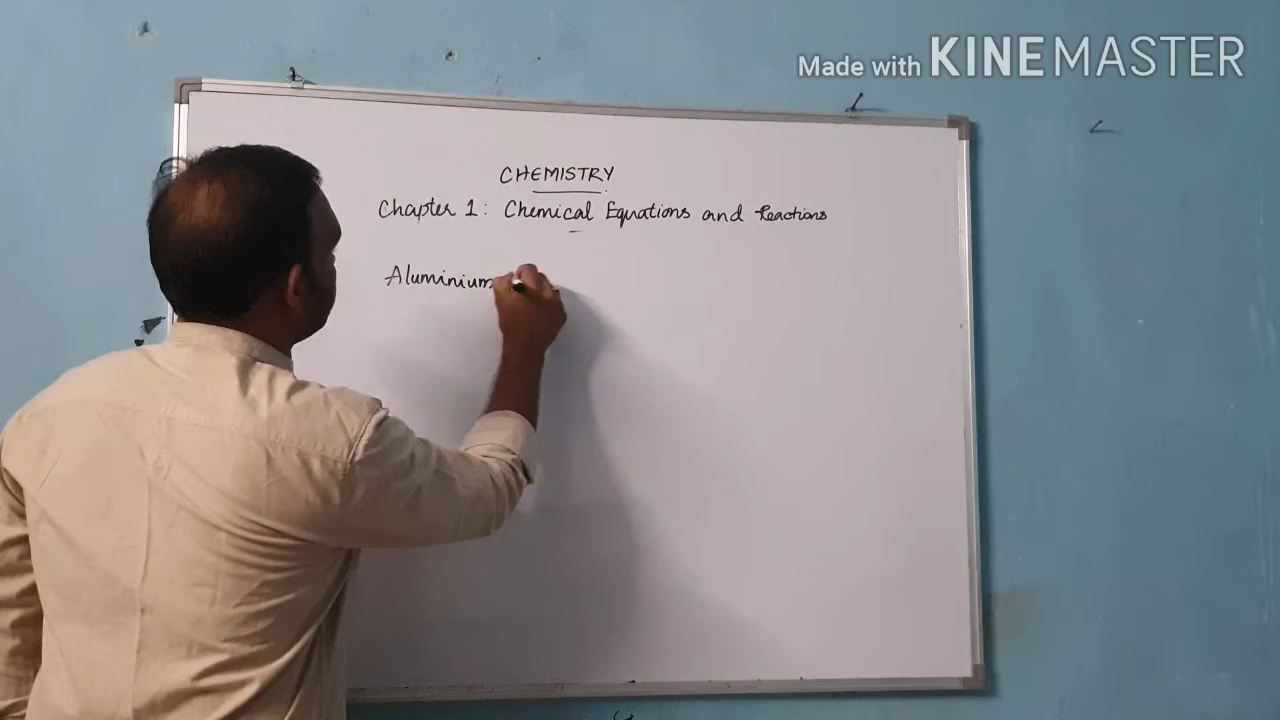 Made with KINEMASTER
CHEMISTRY
Chapter 1: Chemical Equations and Reactions
Aluminium